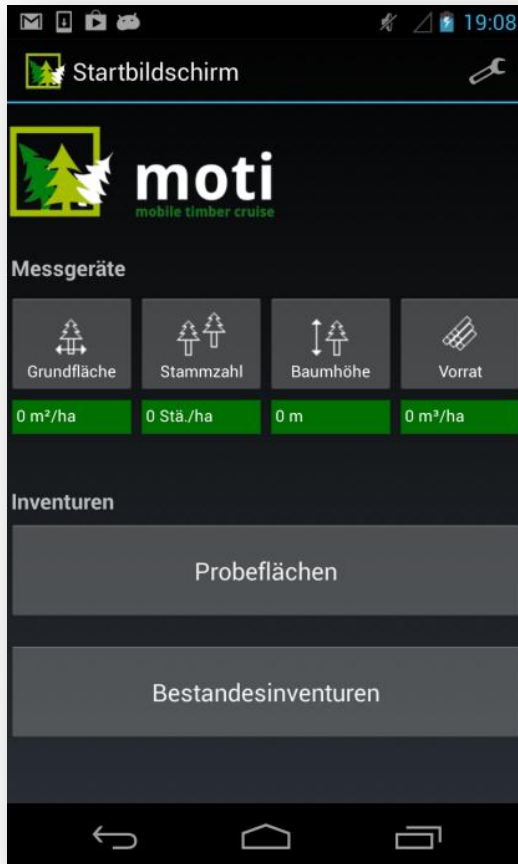 19:08
Startbildschirm
moti
mobile timber cruise
Messgeräte
Grundfläche Stammzahl Baumhöhe Vorrat
0 m²/ha 0 Stä./ha 0 m 0 m³/ha
Inventuren
Probeflächen
Bestandesinventuren